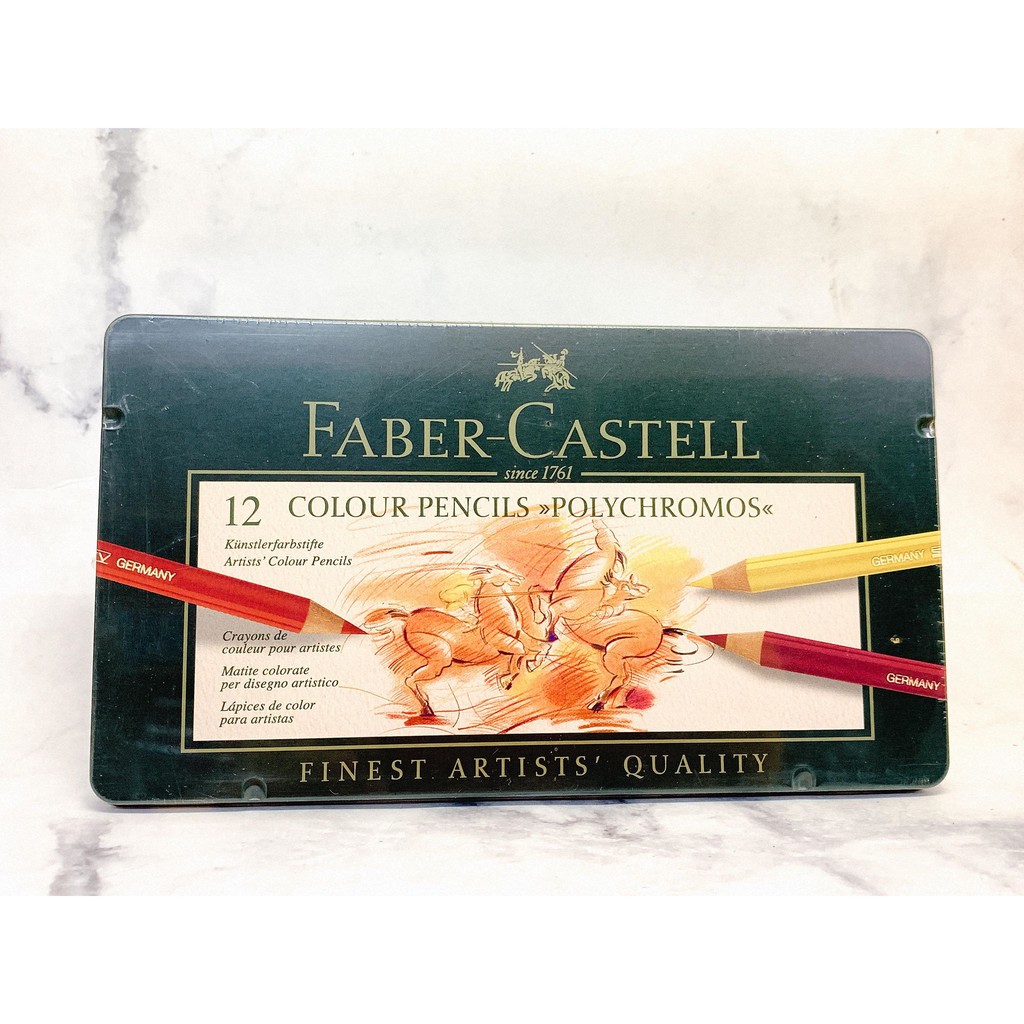 FABER-CASTELL
since 1761
12 COLOUR PENCILS »POLYCHROMOS«
Künstlerfarbstifte
Artists' Colour Pencils
GERMANY
GERMANY
Crayons de
couleur pour artistes
Matite colorate
per disegno artistico
GERMANY
Lápices de color
para artistas
FINEST ARTISTS' QUALITY